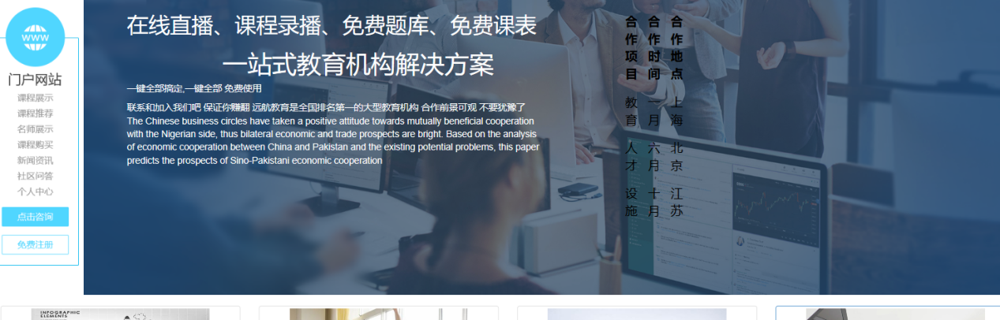 WWW
门户网站
课程展示
课程推荐
名师展示
课程购买
新闻资讯
社区问答
个人中心
点击咨询
免费注册
在线直播、课程录播、免费题库、免费课表
一站式教育机构解决方案
一键全部搞定,一键全部 免费使用
联系和加入我们吧 保证你赚翻 远航教育是全国排名第一的大型教育机构 合作前景可观 不要犹豫了
The Chinese business circles have taken a positive attitude towards mutually beneficial cooperation
with the Nigerian side, thus bilateral economic and trade prospects are bright. Based on the analysis
of economic cooperation between China and Pakistan and the existing potential problems, this paper
predicts the prospects of Sino-Pakistani economic cooperation
合作项目 合作时间 合作地点
教育 一月 上海
人才 六月 北京
设施 十月 江苏
INFOGRAPHIC
ELEMENTS